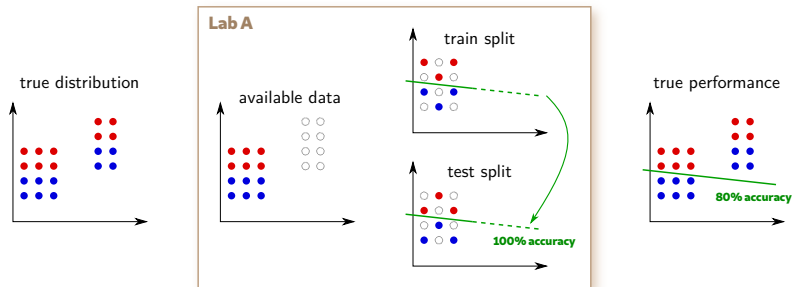 Lab A
true distribution
available data
train split
test split
100% accuracy
true performance
80% accuracy